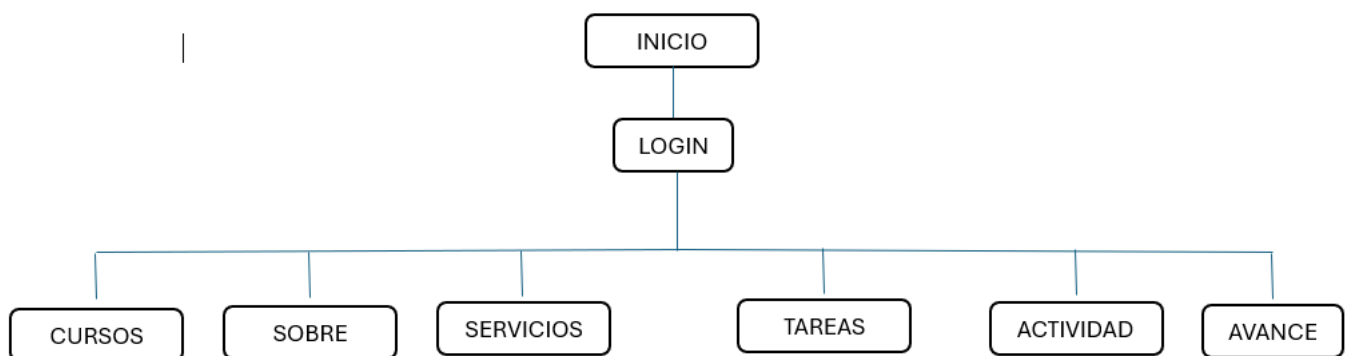 INICIO
LOGIN
CURSOS
SOBRE
SERVICIOS
TAREAS
ACTIVIDAD
AVANCE